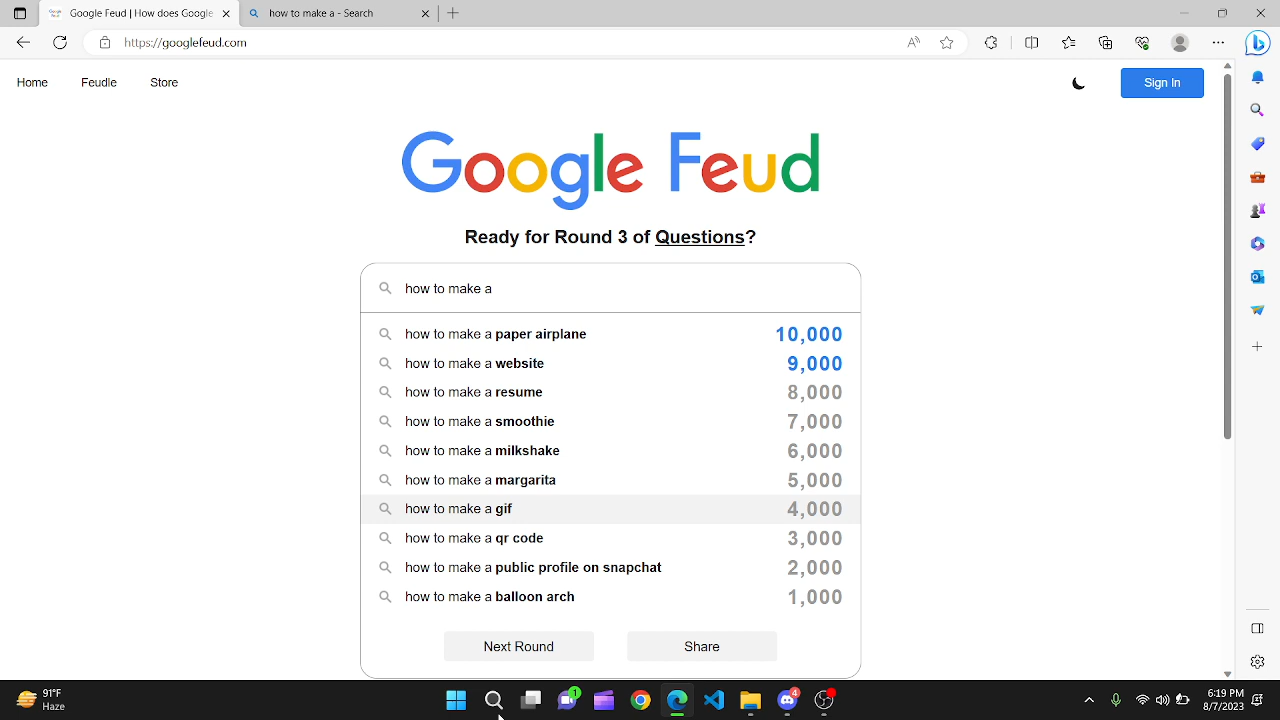 Google Feud | How does Google
how to make a - Search
https://googlefeud.com
Home
Feudle
Store
Sign In
Google Feud
Ready for Round 3 of Questions?
how to make a
how to make a paper airplane 10,000
how to make a website 9,000
how to make a resume 8,000
how to make a smoothie 7,000
how to make a milkshake 6,000
how to make a margarita 5,000
how to make a gif 4,000
how to make a qr code 3,000
how to make a public profile on snapchat 2,000
how to make a balloon arch 1,000
Next Round
Share
91°F
Haze
1
4
6:19 PM
8/7/2023